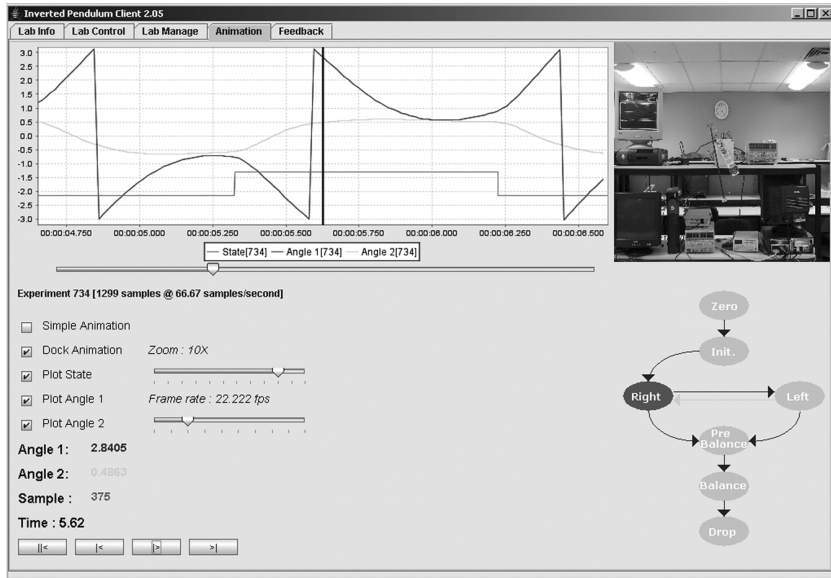 Inverted Pendulum Client 2.05
Lab Info Lab Control Lab Manage Animation Feedback
3.0
2.5
2.0
1.5
1.0
0.5
0.0
-0.5
-1.0
-1.5
-2.0
-2.5
-3.0
00:00:04.750 00:00:05.000 00:00:05.250 00:00:05.500 00:00:05.750 00:00:06.000 00:00:06.250 00:00:06.500
State[734] Angle 1[734] Angle 2[734]
Experiment 734 [1299 samples @ 66.67 samples/second]
Simple Animation
Dock Animation Zoom : 10X
Plot State
Plot Angle 1 Frame rate : 22.222 fps
Plot Angle 2
Angle 1: 2.8405
Angle 2: 0.4863
Sample : 375
Time : 5.62
||< |< |> >|
Zero
Init.
Right Left
Pre
Balance
Balance
Drop